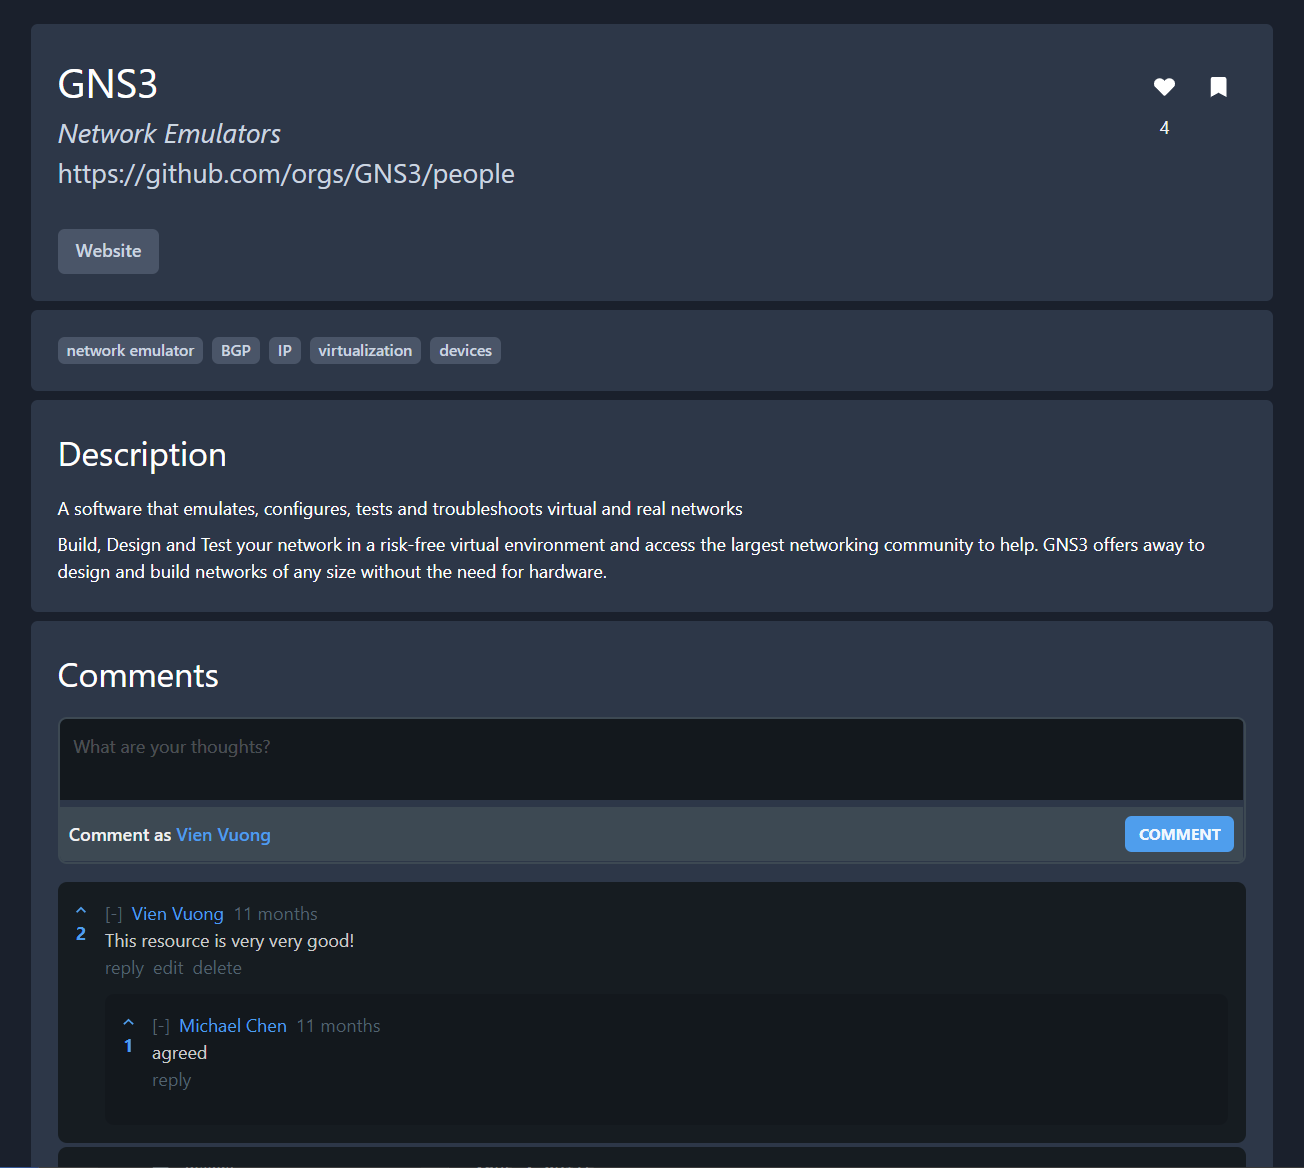 GNS3
4
Network Emulators
https://github.com/orgs/GNS3/people
Website
network emulator BGP IP virtualization devices
Description
A software that emulates, configures, tests and troubleshoots virtual and real networks
Build, Design and Test your network in a risk-free virtual environment and access the largest networking community to help. GNS3 offers away to
design and build networks of any size without the need for hardware.
Comments
What are your thoughts?
Comment as Vien Vuong COMMENT
[-] Vien Vuong 11 months
2
This resource is very very good!
reply edit delete
[-] Michael Chen 11 months
1
agreed
reply